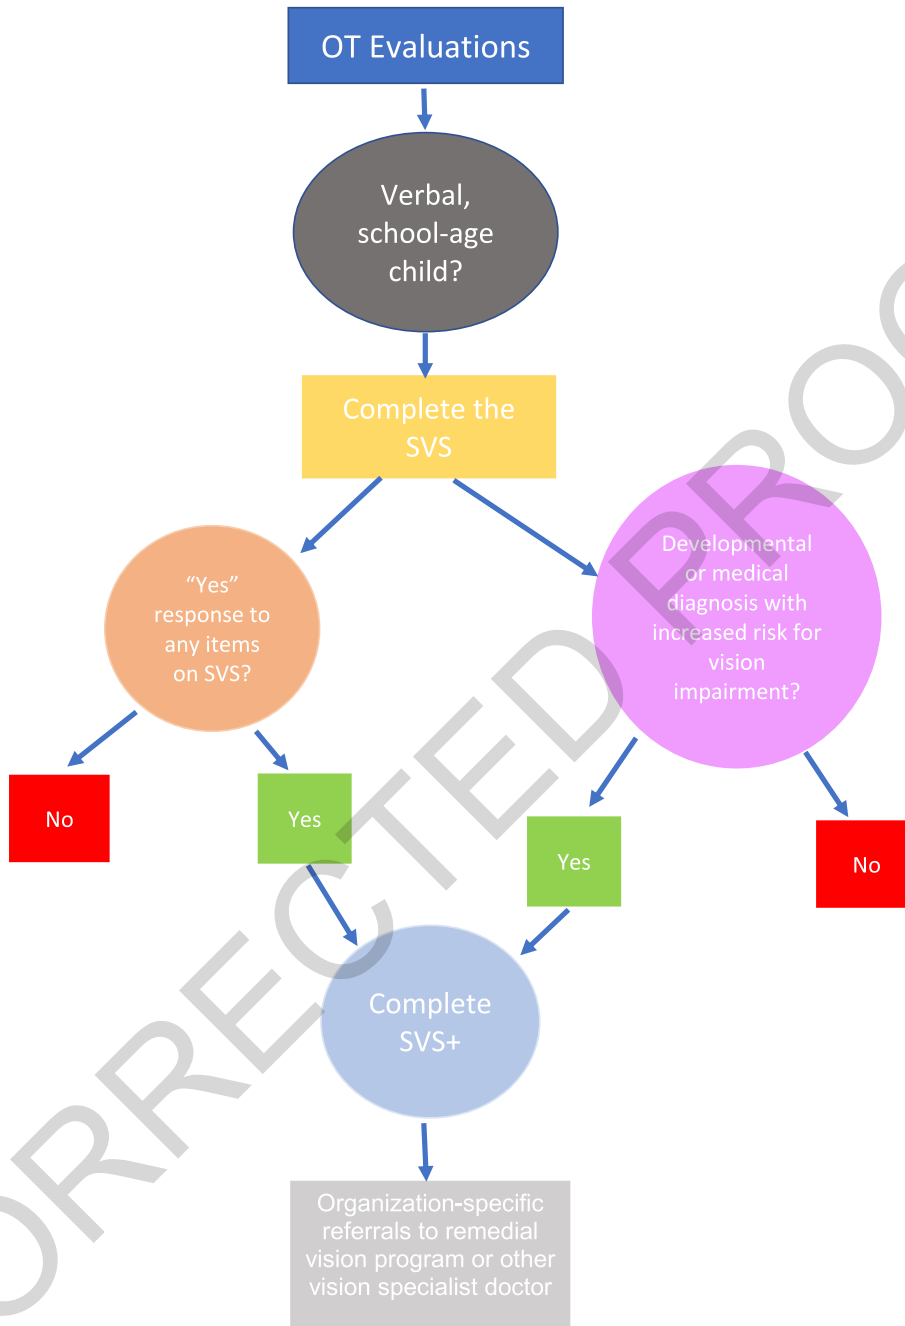 OT Evaluations
Verbal,
school-age
child?
Complete the
SVS
“Yes”
response to
any items
on SVS?
Developmental
or medical
diagnosis with
increased risk for
vision
impairment?
No
Yes
Yes
No
Complete
SVS+
Organization-specific
referrals to remedial
vision program or other
vision specialist doctor
ORRECTED PROO